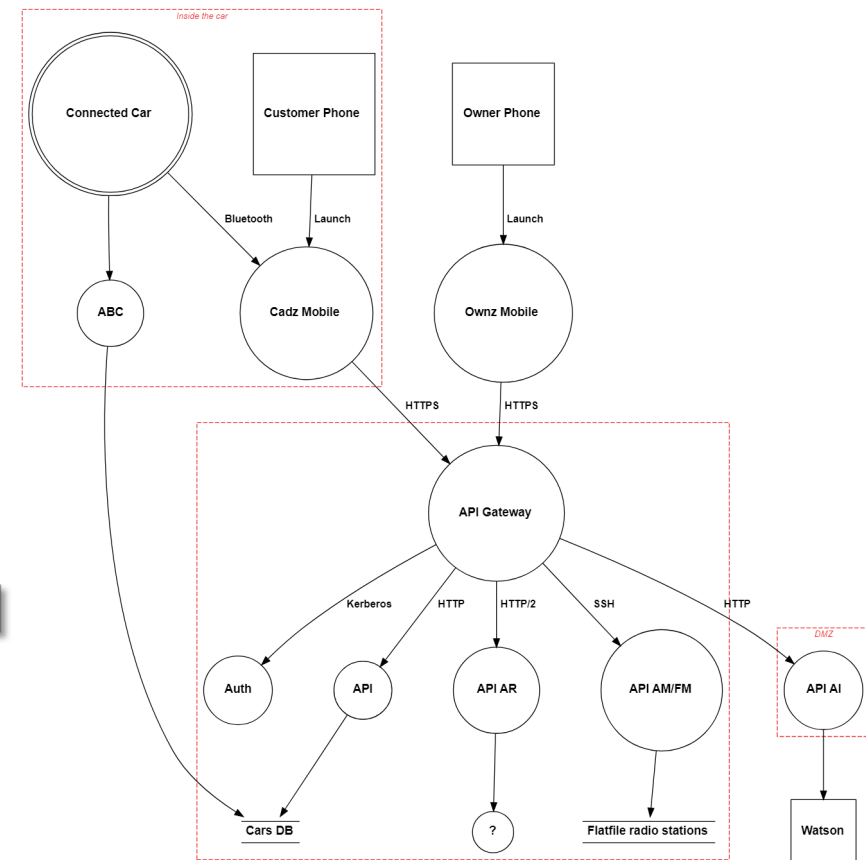 Inside the car
Connected Car
Customer Phone
Owner Phone
Bluetooth
Launch
Launch
ABC
Cadz Mobile
Ownz Mobile
HTTPS
HTTPS
API Gateway
Kerberos
HTTP
HTTP/2
SSH
HTTP
DMZ
Auth
API
API AR
API AM/FM
API AI
Cars DB
?
Flatfile radio stations
Watson